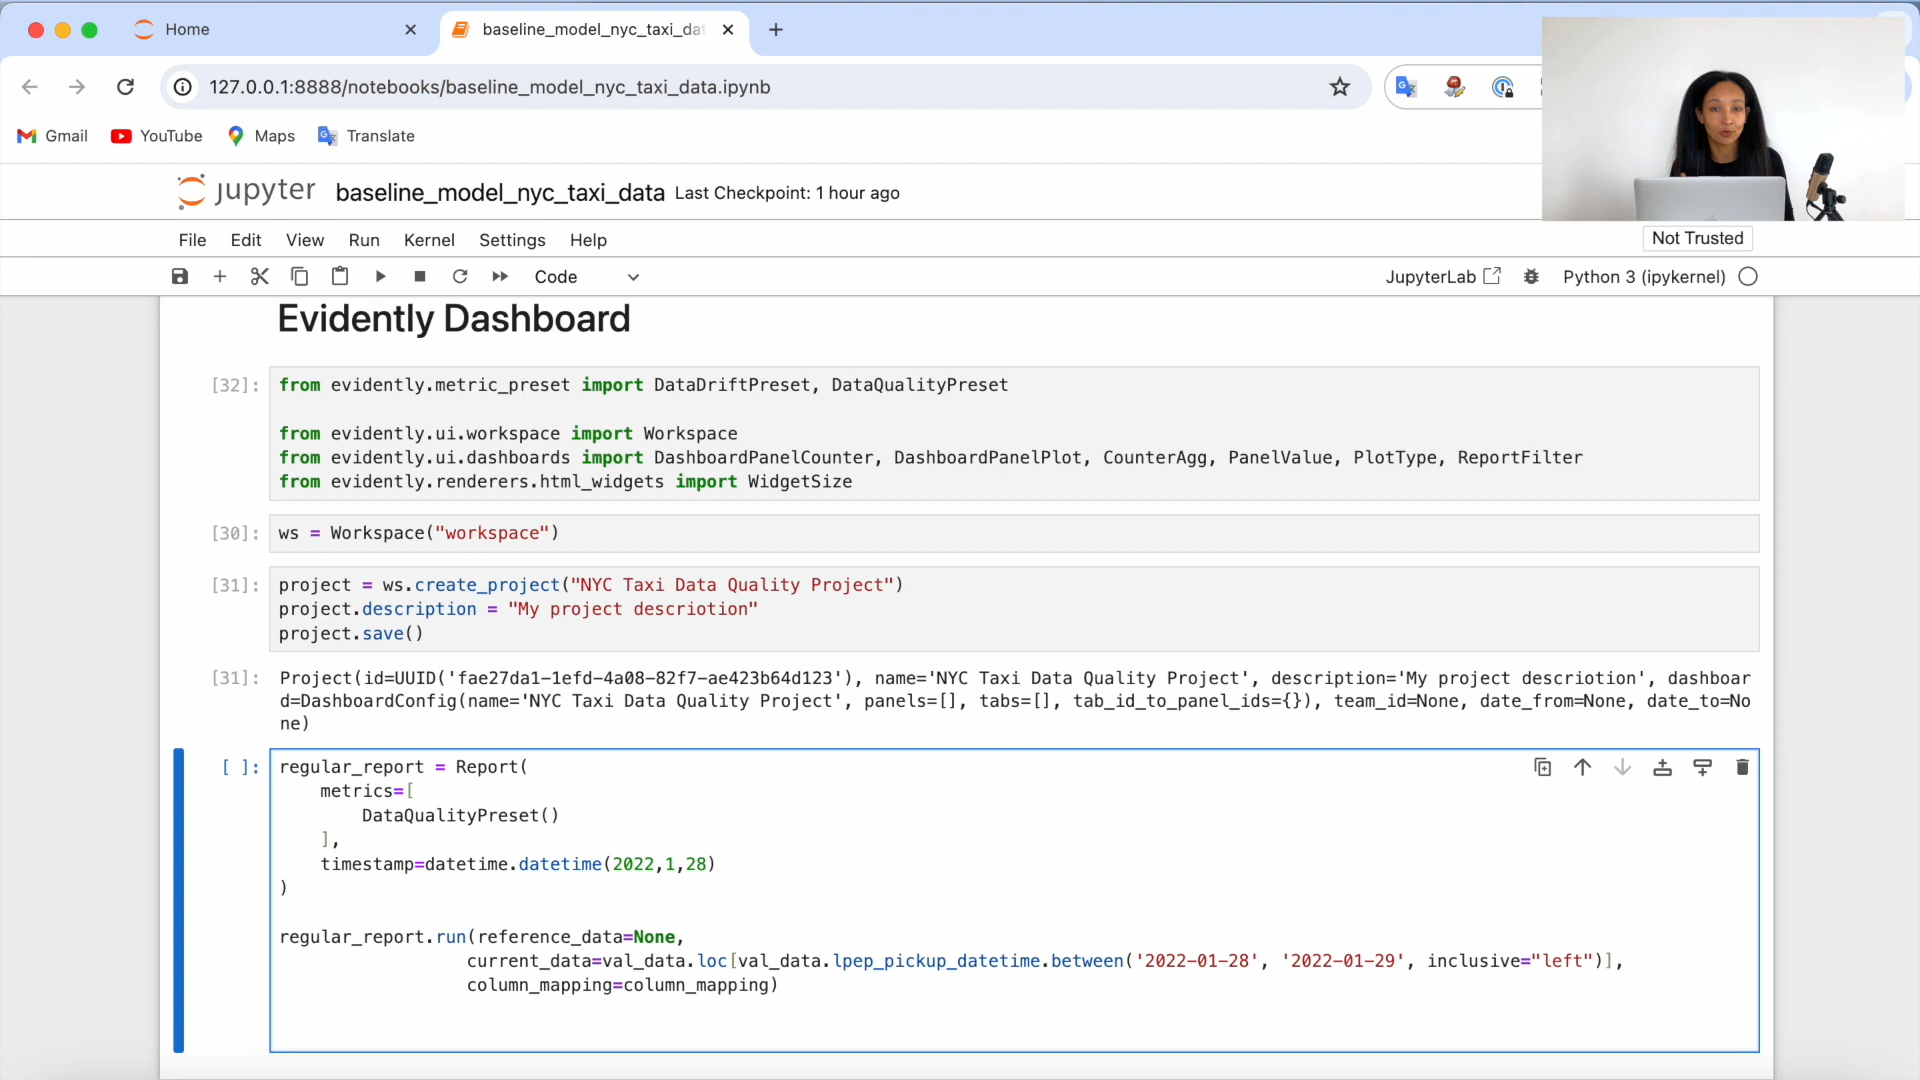 Home
baseline_model_nyc_taxi_dat
127.0.0.1:8888/notebooks/baseline_model_nyc_taxi_data.ipynb
Gmail YouTube Maps Translate
jupyter baseline_model_nyc_taxi_data Last Checkpoint: 1 hour ago
File Edit View Run Kernel Settings Help
Not Trusted
Code
JupyterLab Python 3 (ipykernel)
Evidently Dashboard
[32]: from evidently.metric_preset import DataDriftPreset, DataQualityPreset
from evidently.ui.workspace import Workspace
from evidently.ui.dashboards import DashboardPanelCounter, DashboardPanelPlot, CounterAgg, PanelValue, PlotType, ReportFilter
from evidently.renderers.html_widgets import WidgetSize
[30]: ws = Workspace("workspace")
[31]: project = ws.create_project("NYC Taxi Data Quality Project")
project.description = "My project descriotion"
project.save()
[31]: Project(id=UUID('fae27da1-1efd-4a08-82f7-ae423b64d123'), name='NYC Taxi Data Quality Project', description='My project descriotion', dashboar
d=DashboardConfig(name='NYC Taxi Data Quality Project', panels=[], tabs=[], tab_id_to_panel_ids={}), team_id=None, date_from=None, date_to=No
ne)
[ ]: regular_report = Report(
metrics=[
DataQualityPreset()
],
timestamp=datetime.datetime(2022,1,28)
)
regular_report.run(reference_data=None,
current_data=val_data.loc[val_data.lpep_pickup_datetime.between('2022-01-28', '2022-01-29', inclusive="left")],
column_mapping=column_mapping)